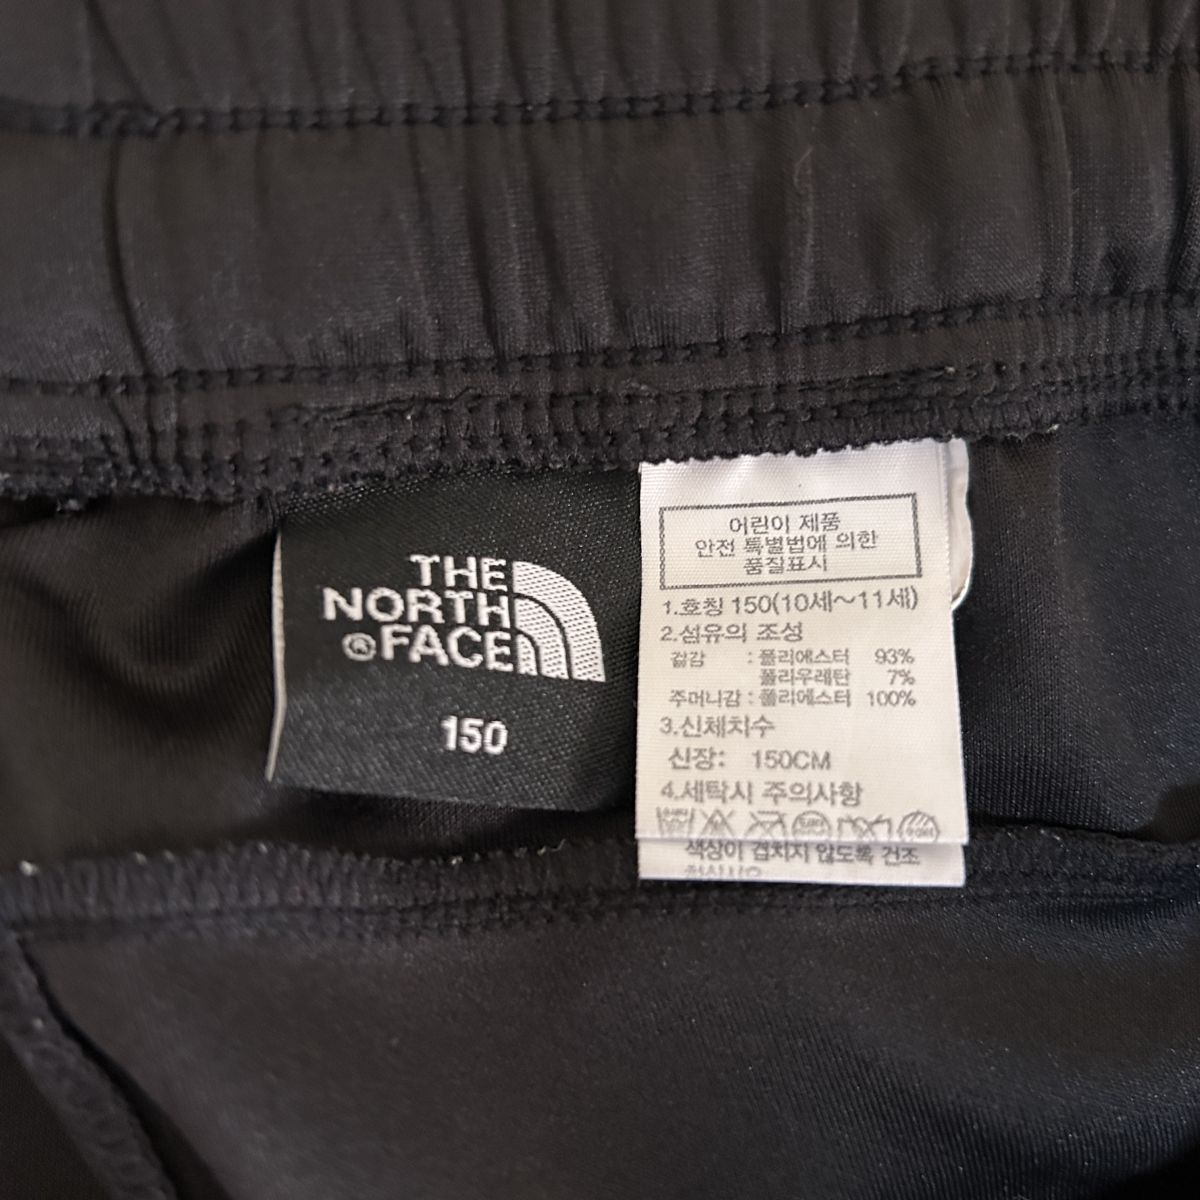 THE
NORTH
®FACE
150
어린이 제품
안전 특별법에 의한
품질표시
1.호칭 150(10세~11세)
2.섬유의 조성
겉감 : 폴리에스터 93%
폴리우레탄 7%
주머니감 : 폴리에스터 100%
3.신체치수
신장: 150CM
4.세탁시 주의사항
색상이 겹치지 않도록 건조
하십시오